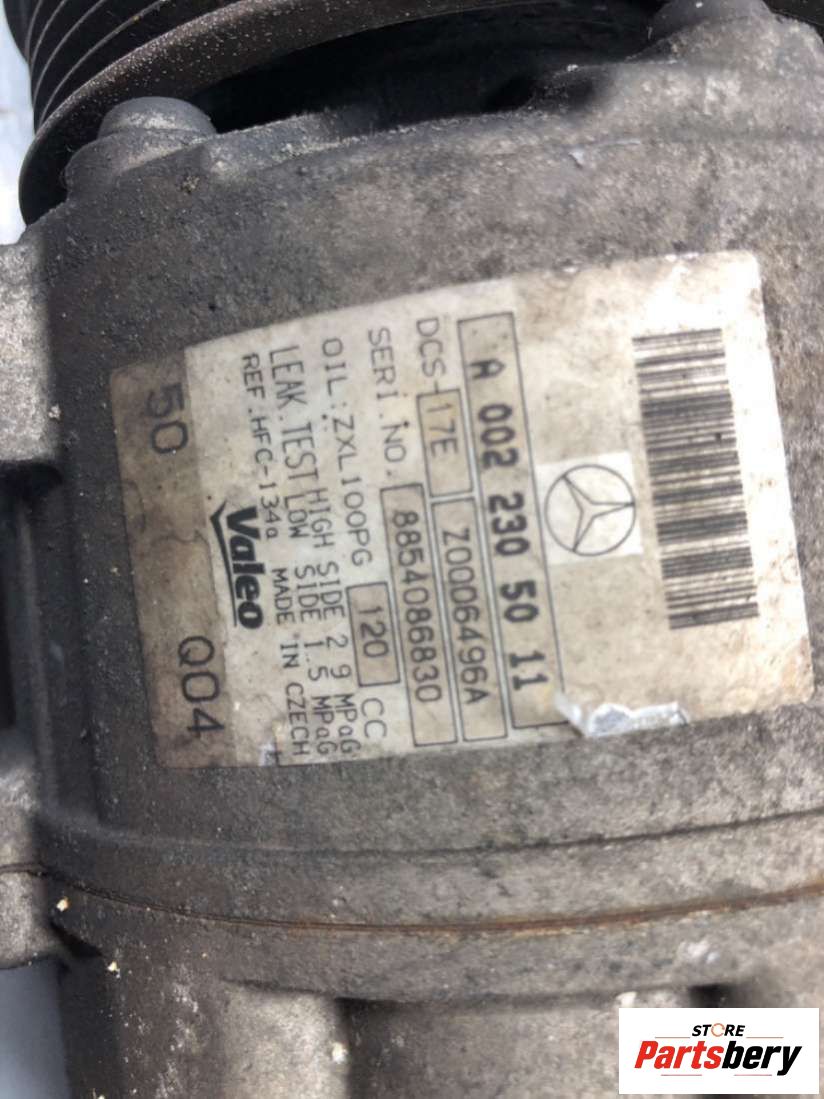 A 002 230 50 11
DCS-17E Z0006496A
SERI.NO. 8854086830
OIL:ZXL100PG 120 CC
LEAK.TEST HIGH SIDE 2.9 MPaG
LOW SIDE 1.5 MPaG
REF.HFC-134a MADE IN CZECH
Valeo
50 Q04
STORE
Partsbery